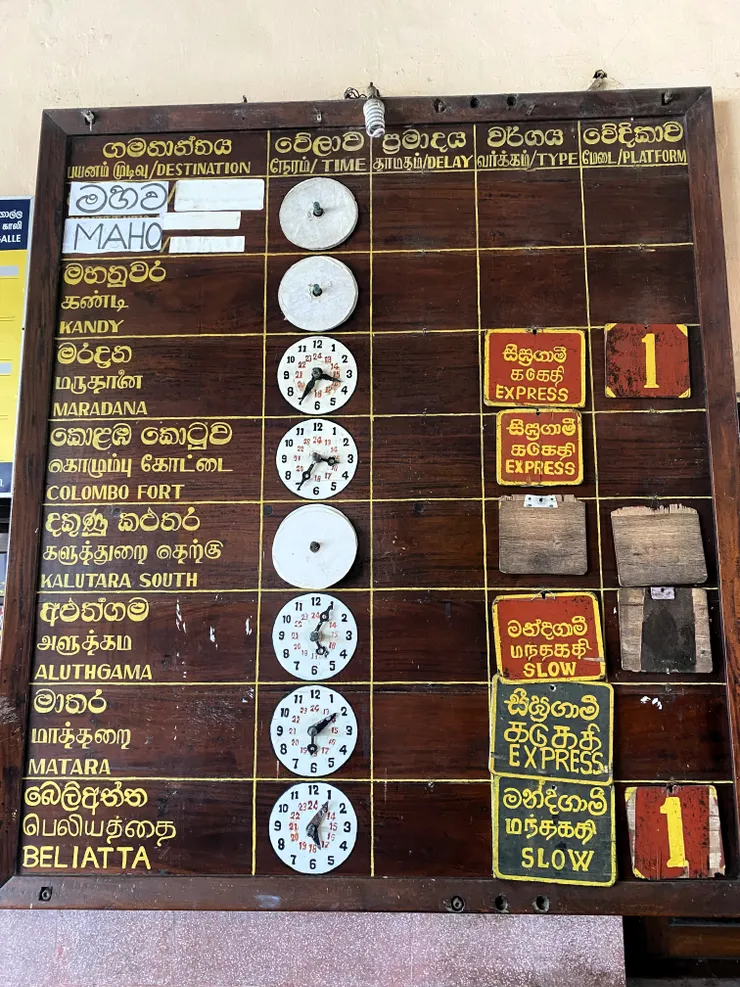 ගමනාන්තය
பயனம் முடிவு/DESTINATION
වේලාව
நேரம்/ TIME
ප්‍රමාදය
தாமதம்/DELAY
වර්ගය
வர்க்கம்/TYPE
වේදිකාව
மேடை/PLATFORM
මහව
MAHO
මහනුවර
கண்டி
KANDY
මරදාන
மருதானை
MARADANA
සීඝ්‍රගාමී
கடுகதி
EXPRESS
1
කොළඹ කොටුව
கொழும்பு கோட்டை
COLOMBO FORT
සීඝ්‍රගාමී
கடுகதி
EXPRESS
දකුණු කළුතර
களுத்துறை தெற்கு
KALUTARA SOUTH
අළුත්ගම
அளுத்கம
ALUTHGAMA
මන්දගාමී
மந்தகதி
SLOW
මාතර
மாத்தறை
MATARA
සීඝ්‍රගාමී
கடுகதி
EXPRESS
බෙලිඅත්ත
பெலியத்தை
BELIATTA
මන්දගාමී
மந்தகதி
SLOW
1
காலி
GALLE